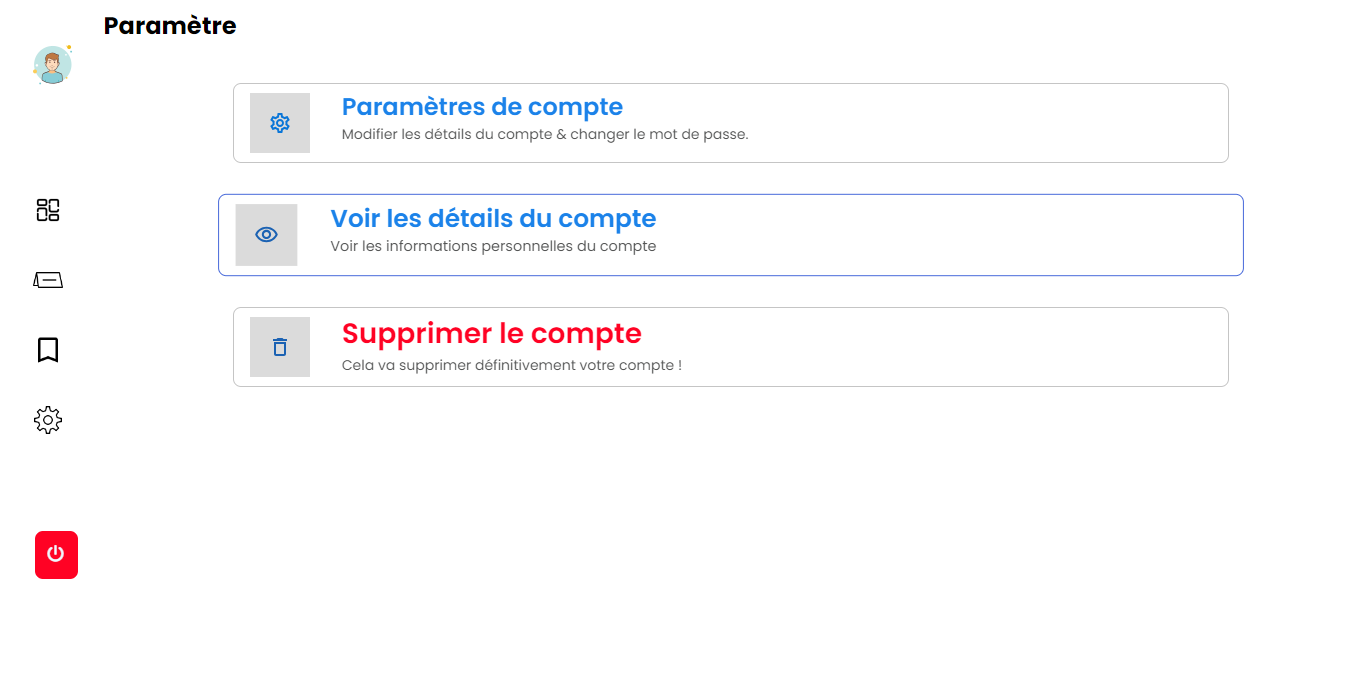 Paramètre
Paramètres de compte
Modifier les détails du compte & changer le mot de passe.
Voir les détails du compte
Voir les informations personnelles du compte
Supprimer le compte
Cela va supprimer définitivement votre compte !